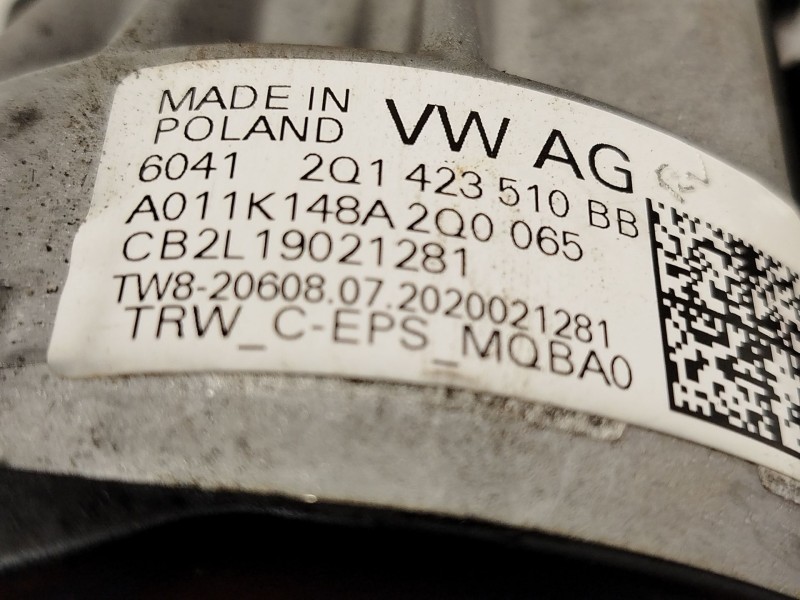 MADE IN
POLAND
VW AG
6041 2Q1 423 510 BB
A011K148A 2Q0 065
CB2L19021281
TW8-20608.07.2020021281
TRW_C-EPS_MQBA0